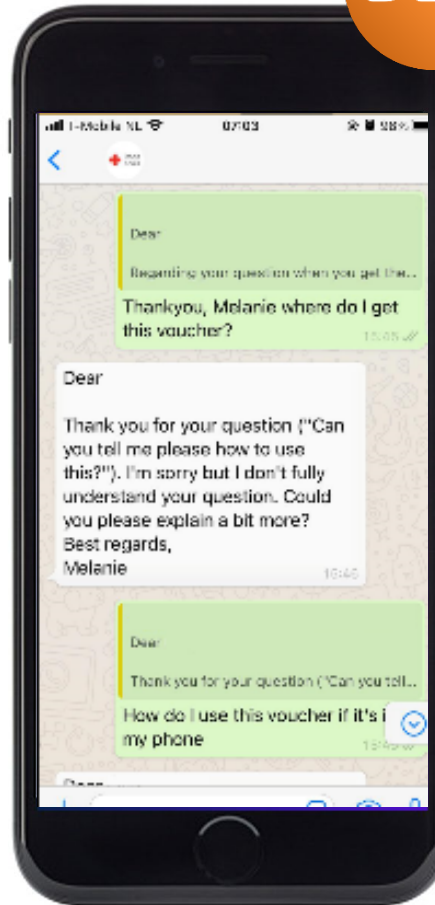 T-Mobile NL
07:03
98%
Dear
Regarding your question when you get the...
Thankyou, Melanie where do I get
this voucher?
Dear
Thank you for your question ("Can
you tell me please how to use
this?"). I'm sorry but I don't fully
understand your question. Could
you please explain a bit more?
Best regards,
Melanie
15:46
Dear
Thank you for your question ("Can you tell...
How do I use this voucher if it's i
my phone